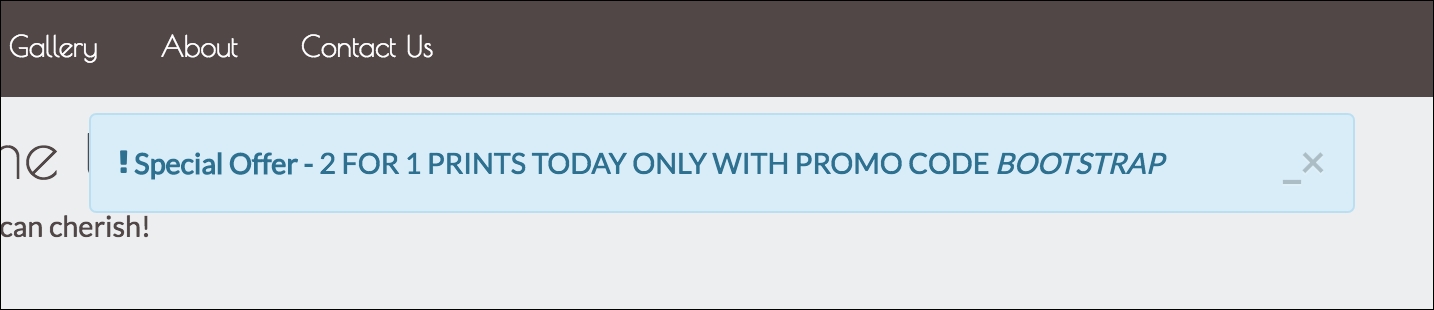 Gallery About Contact Us
! Special Offer - 2 FOR 1 PRINTS TODAY ONLY WITH PROMO CODE BOOTSTRAP _×
can cherish!